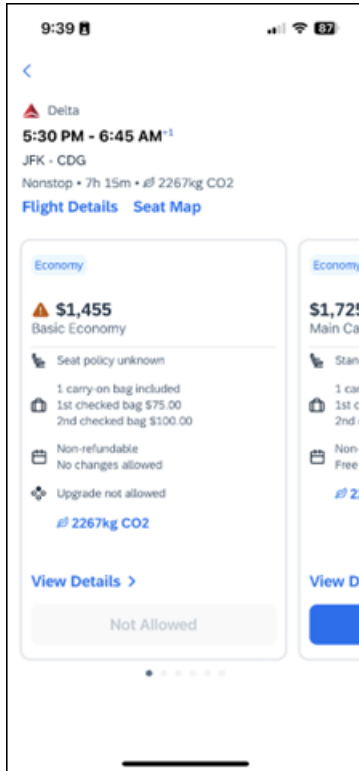 9:39
87
Delta
5:30 PM - 6:45 AM+1
JFK - CDG
Nonstop • 7h 15m • 2267kg CO2
Flight Details Seat Map
Economy
$1,455
Basic Economy
Seat policy unknown
1 carry-on bag included
1st checked bag $75.00
2nd checked bag $100.00
Non-refundable
No changes allowed
Upgrade not allowed
2267kg CO2
View Details >
Not Allowed
Economy
$1,725
Main Ca
Stan
1 car
1st c
2nd
Non-
Free
22
View D